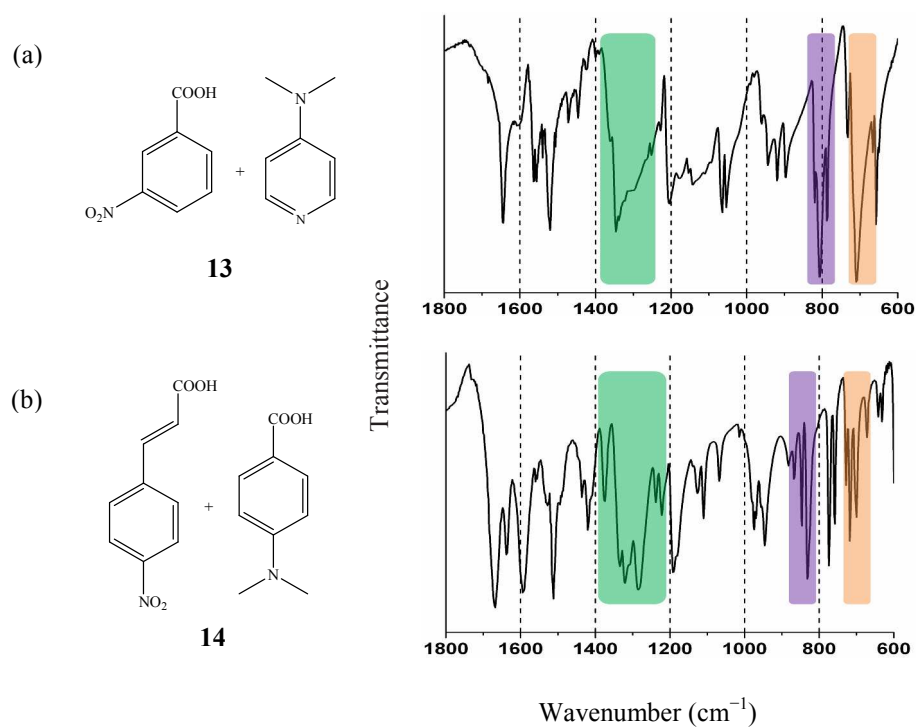 (a)
COOH
N
O₂N
+
N
13
1800 1600 1400 1200 1000 800 600
Transmittance
(b)
COOH
COOH
+
N
NO₂
14
1800 1600 1400 1200 1000 800 600
Wavenumber (cm⁻¹)